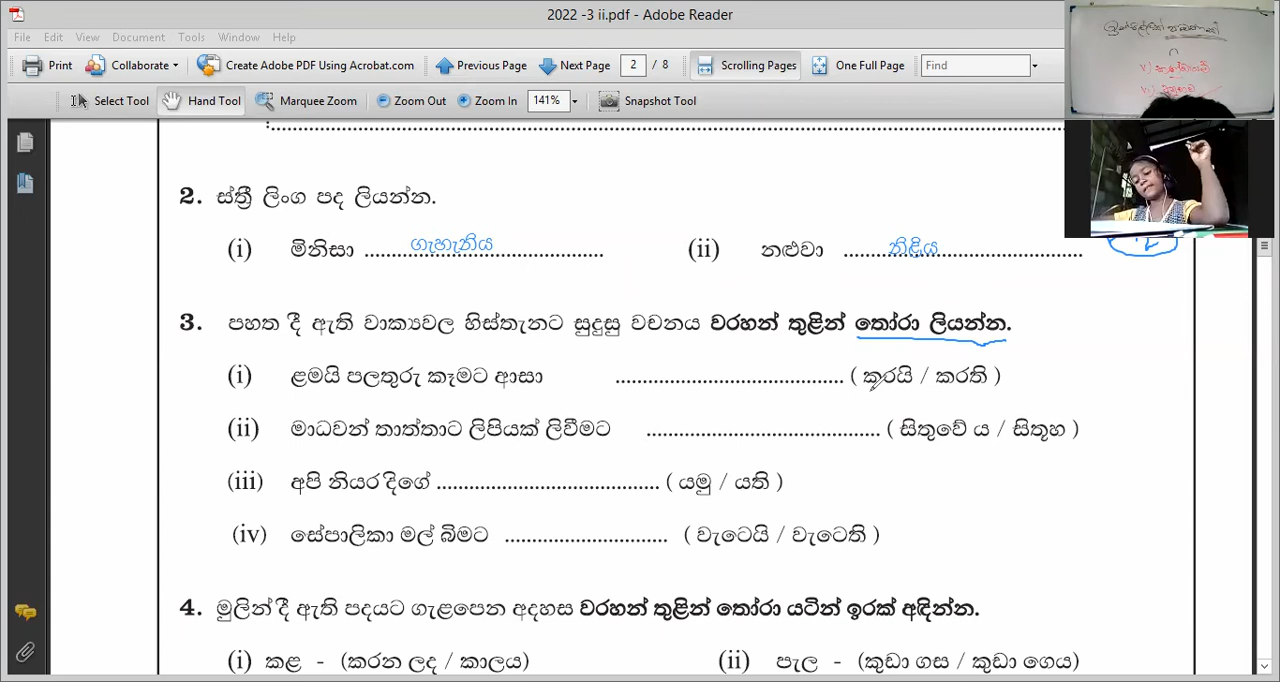 2022 -3 ii.pdf - Adobe Reader
File Edit View Document Tools Window Help
Print Collaborate Create Adobe PDF Using Acrobat.com Previous Page Next Page 2 / 8 Scrolling Pages One Full Page Find
Select Tool Hand Tool Marquee Zoom Zoom Out Zoom In 141% Snapshot Tool
2. ස්ත්‍රී ලිංග පද ලියන්න.
(i) මිනිසා ගැහැනිය (ii) නළුවා නිළිය
3. පහත දී ඇති වාක්‍යවල හිස්තැනට සුදුසු වචනය වරහන් තුළින් තෝරා ලියන්න.
(i) ළමයි පලතුරු කෑමට ආසා ................................ ( කරයි / කරති )
(ii) මාධවන් තාත්තාට ලිපියක් ලිවීමට ................................ ( සිතුවේ ය / සිතූහ )
(iii) අපි නියර දිගේ ................................ ( යමු / යති )
(iv) සේපාලිකා මල් බිමට ................................ ( වැටෙයි / වැටෙති )
4. මුලින් දී ඇති පදයට ගැළපෙන අදහස වරහන් තුළින් තෝරා යටින් ඉරක් අඳින්න.
(i) කළ - (කරන ලද / කාලය) (ii) පැල - (කුඩා ගස / කුඩා ගෙය)